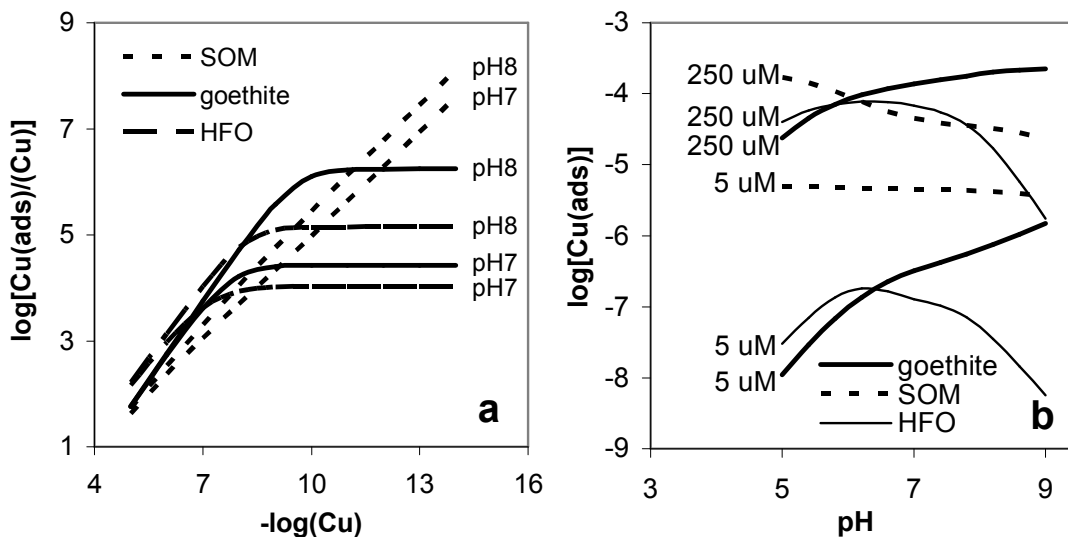 log[Cu(ads)/(Cu)]
9
7
5
3
1
SOM
goethite
HFO
pH8
pH7
pH8
pH8
pH7
pH7
a
4 7 10 13 16
-log(Cu)
log[Cu(ads)]
-3
-4
-5
-6
-7
-8
-9
250 uM
250 uM
250 uM
5 uM
5 uM
5 uM
goethite
SOM
HFO
b
3 5 7 9
pH